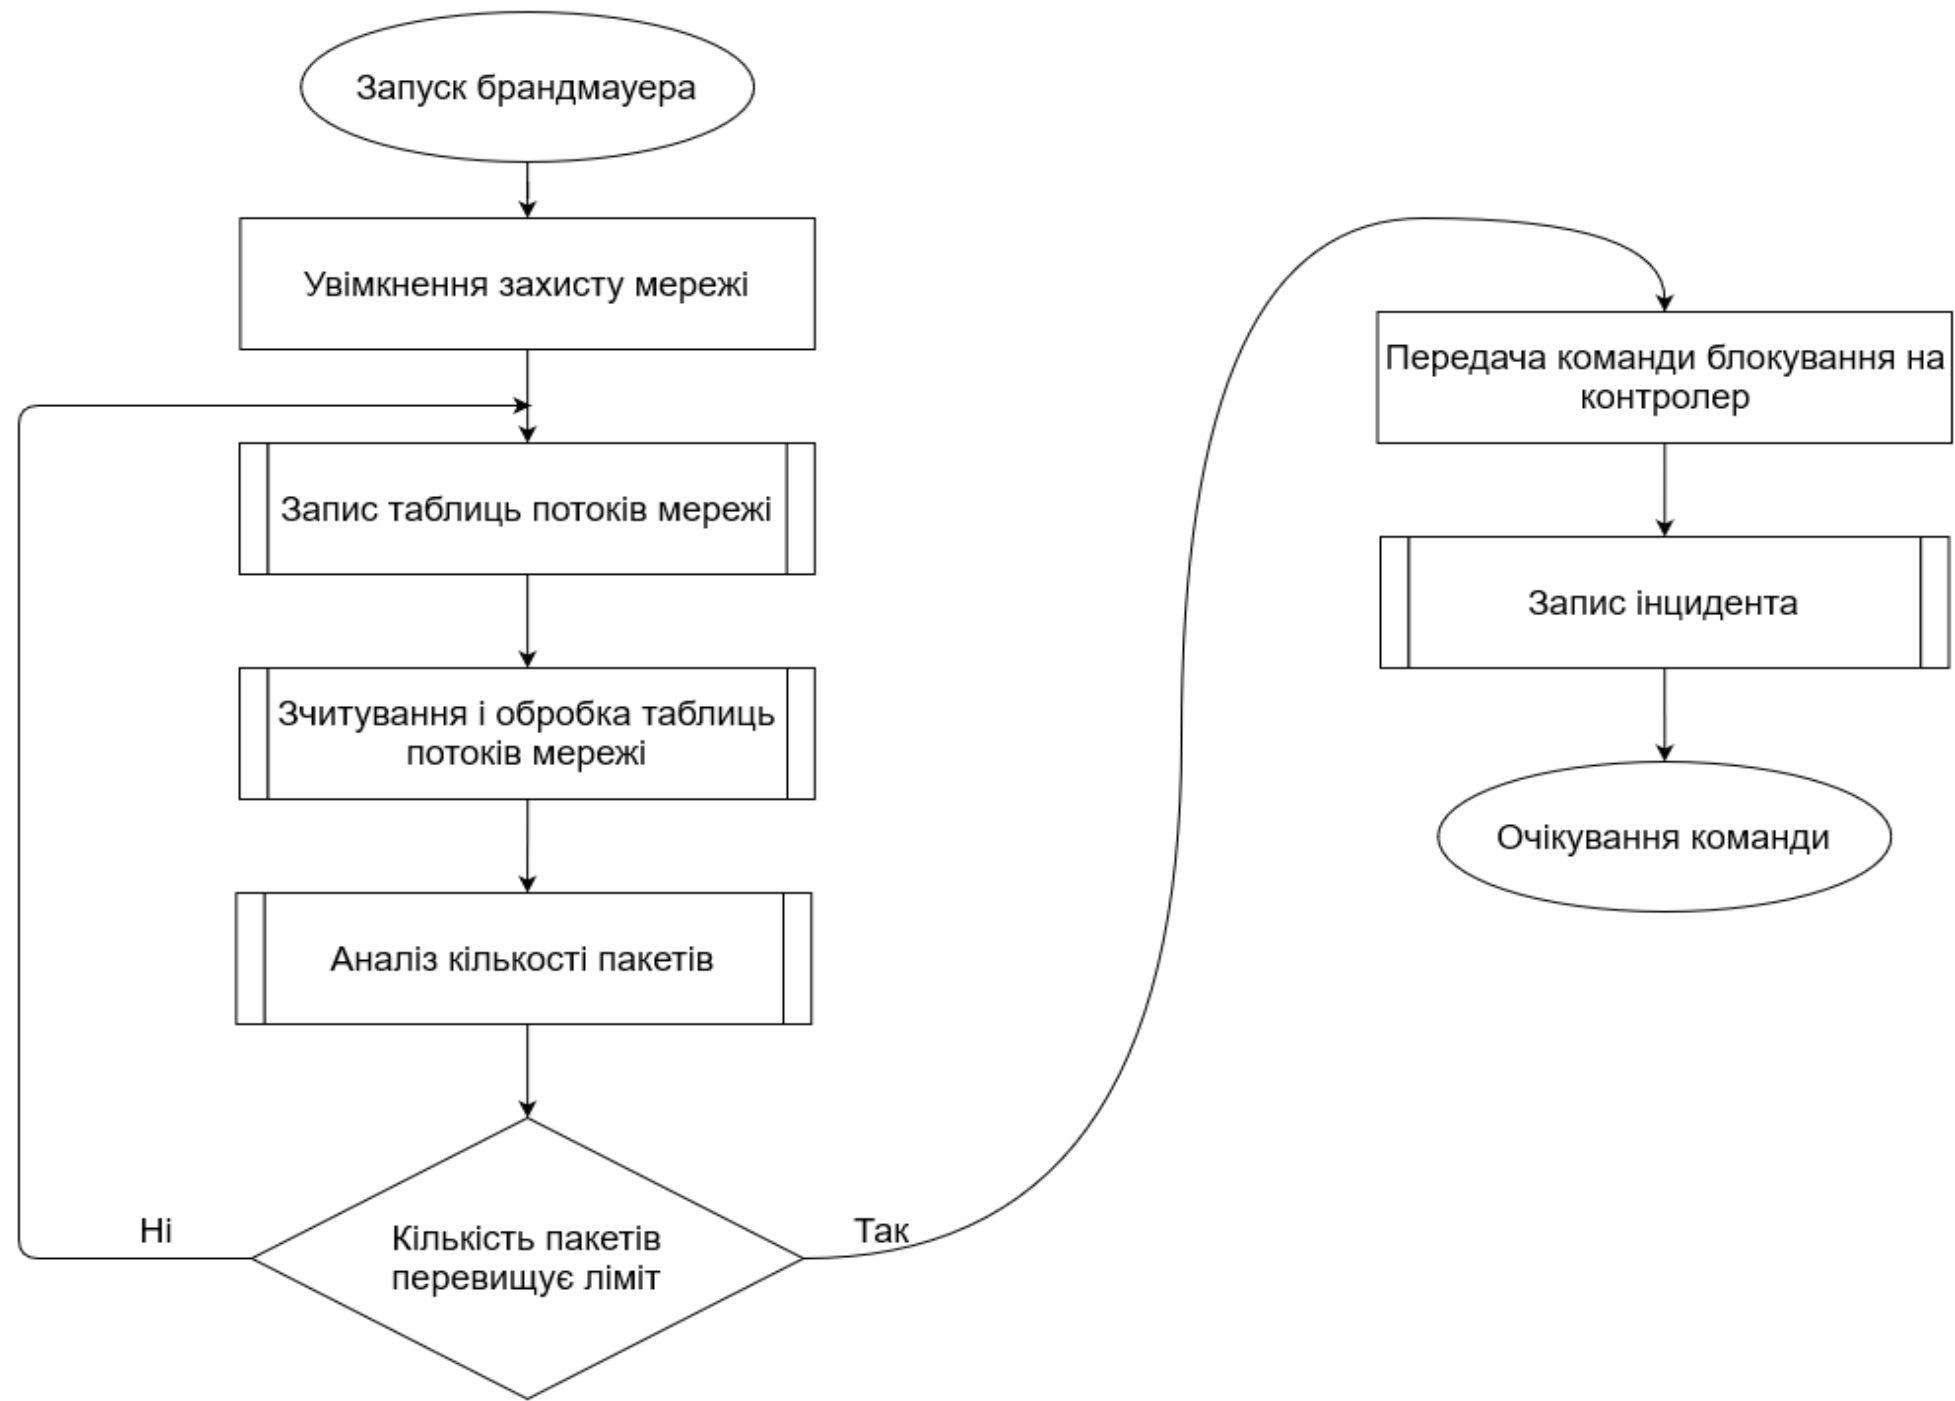 Запуск брандмауера
Увімкнення захисту мережі
Запис таблиць потоків мережі
Зчитування і обробка таблиць
потоків мережі
Аналіз кількості пакетів
Кількість пакетів
перевищує ліміт
Ні
Так
Передача команди блокування на
контролер
Запис інцидента
Очікування команди